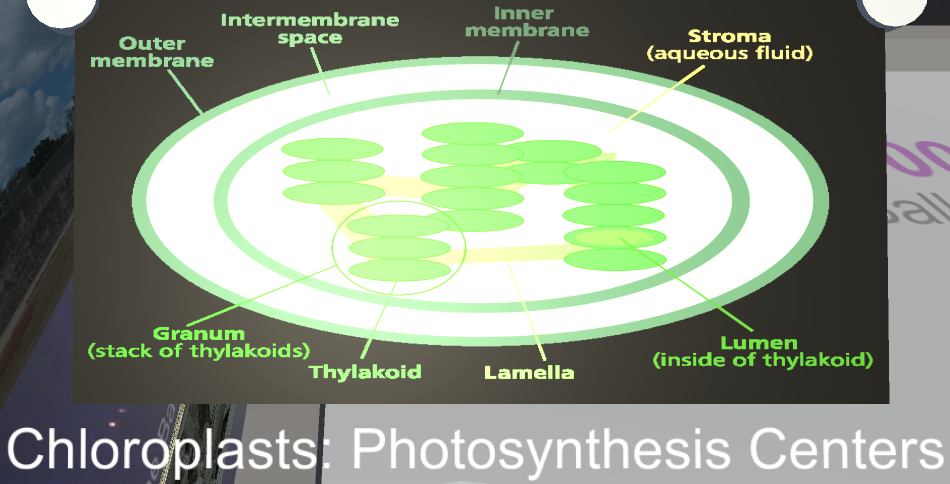 Intermembrane
space
Inner
membrane
Outer
membrane
Stroma
(aqueous fluid)
Granum
(stack of thylakoids)
Thylakoid
Lamella
Lumen
(inside of thylakoid)
Chloroplasts: Photosynthesis Centers